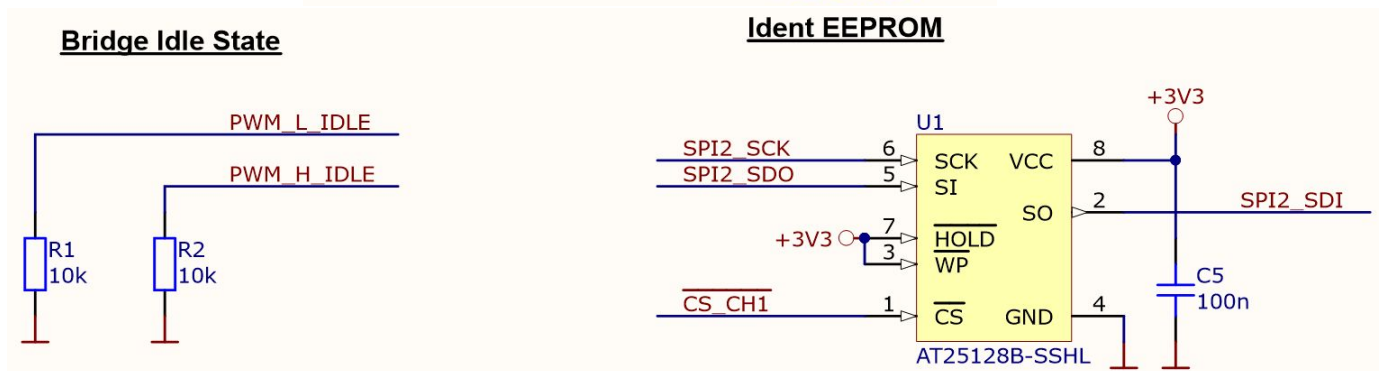 Bridge Idle State
PWM_L_IDLE
PWM_H_IDLE
R1
10k
R2
10k
Ident EEPROM
+3V3
U1
SPI2_SCK
6
SCK
VCC
8
SPI2_SDO
5
SI
SO
2
SPI2_SDI
+3V3
7
HOLD
3
WP
CS_CH1
1
CS
GND
4
C5
100n
AT25128B-SSHL